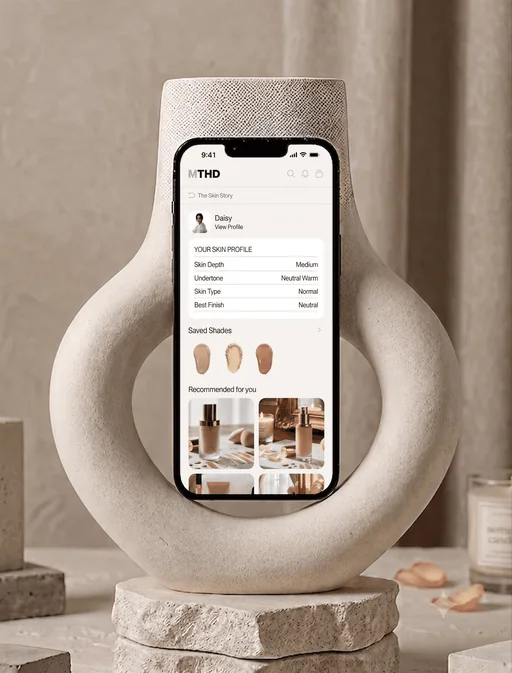 9:41
MTHD
The Skin Story
Daisy
View Profile
YOUR SKIN PROFILE
Skin Depth Medium
Undertone Neutral Warm
Skin Type Normal
Best Finish Neutral
Saved Shades
Recommended for you